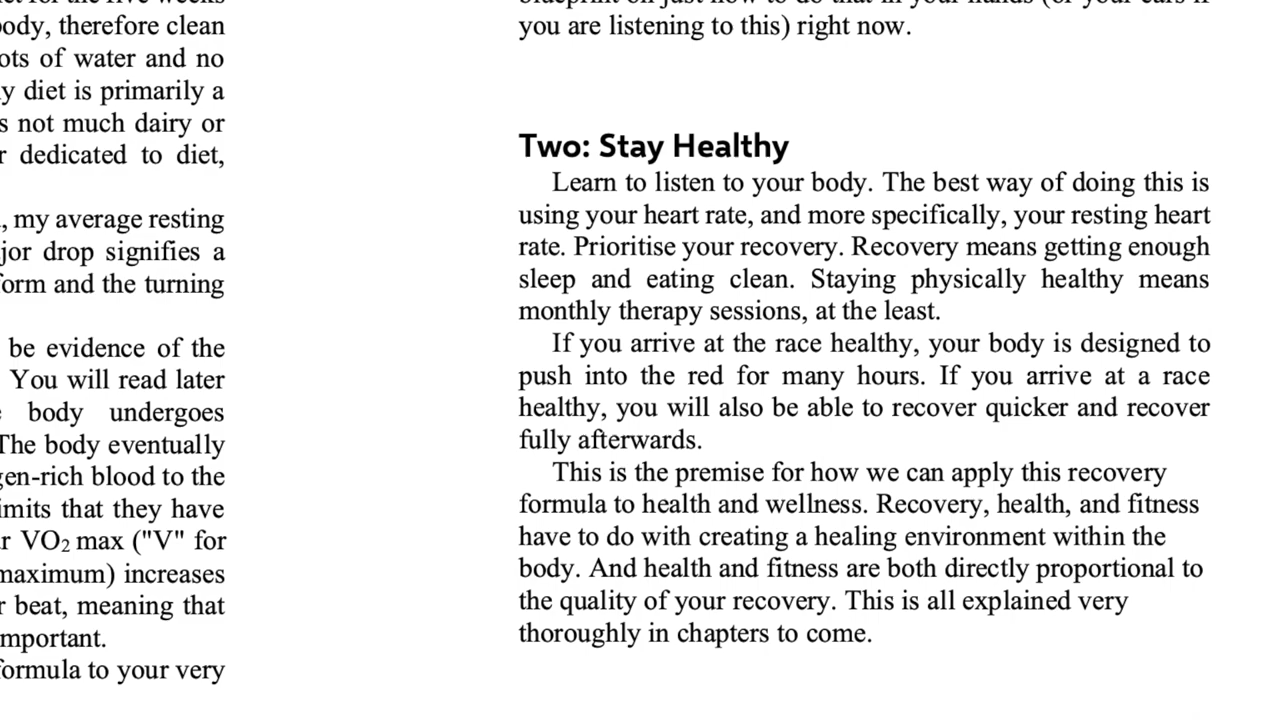 body, therefore clean
ots of water and no
y diet is primarily a
s not much dairy or
r dedicated to diet,
, my average resting
jor drop signifies a
form and the turning
be evidence of the
You will read later
body undergoes
The body eventually
gen-rich blood to the
imits that they have
r VO2 max ("V" for
maximum) increases
r beat, meaning that
mportant.
formula to your very
you are listening to this) right now.
Two: Stay Healthy
Learn to listen to your body. The best way of doing this is
using your heart rate, and more specifically, your resting heart
rate. Prioritise your recovery. Recovery means getting enough
sleep and eating clean. Staying physically healthy means
monthly therapy sessions, at the least.
If you arrive at the race healthy, your body is designed to
push into the red for many hours. If you arrive at a race
healthy, you will also be able to recover quicker and recover
fully afterwards.
This is the premise for how we can apply this recovery
formula to health and wellness. Recovery, health, and fitness
have to do with creating a healing environment within the
body. And health and fitness are both directly proportional to
the quality of your recovery. This is all explained very
thoroughly in chapters to come.